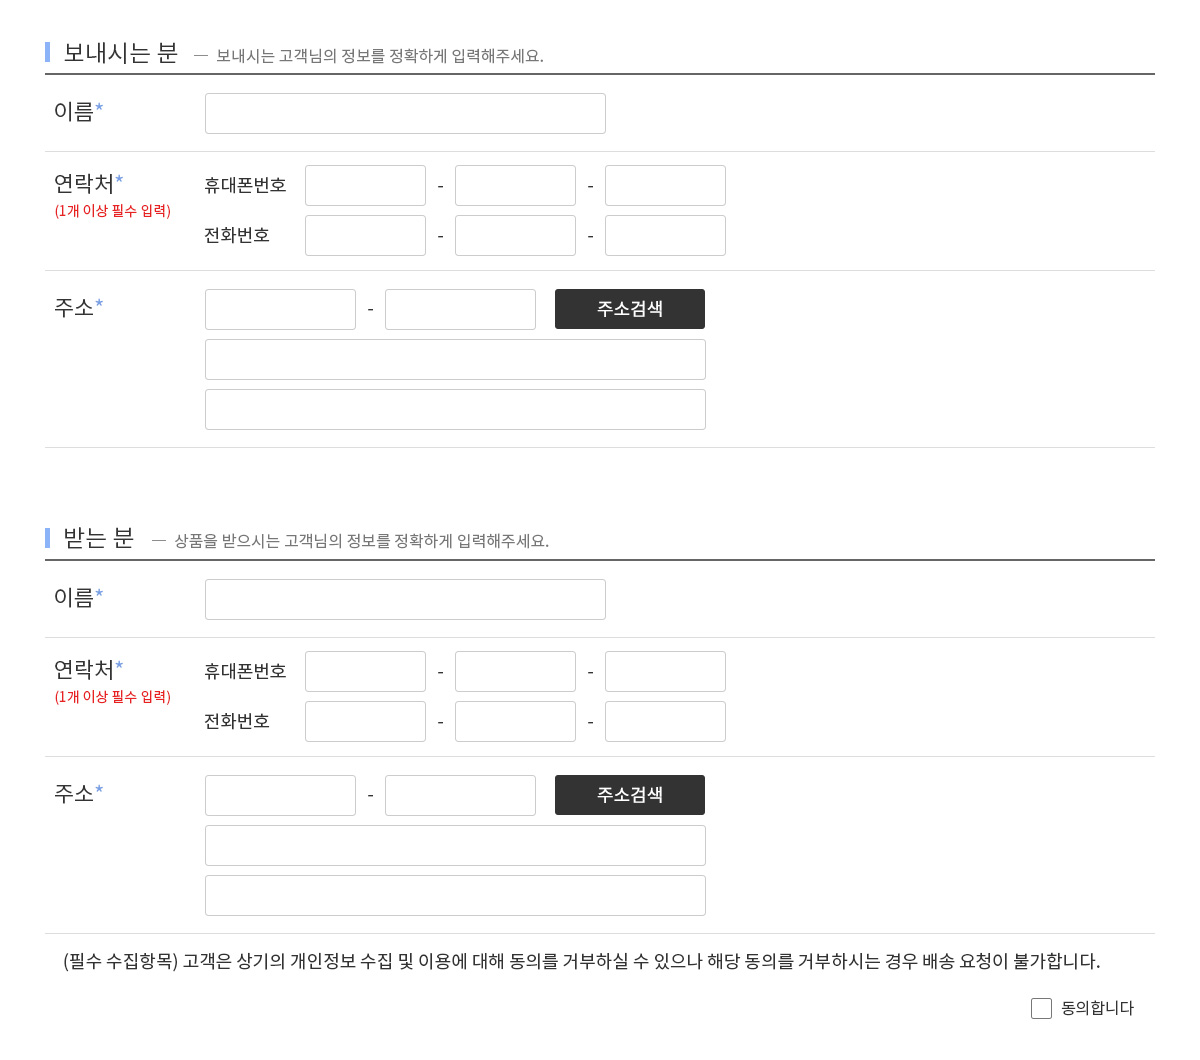 보내시는 분 — 보내시는 고객님의 정보를 정확하게 입력해주세요.
이름*
연락처* 휴대폰번호 - -
(1개 이상 필수 입력)
전화번호 - -
주소* - 주소검색
받는 분 — 상품을 받으시는 고객님의 정보를 정확하게 입력해주세요.
이름*
연락처* 휴대폰번호 - -
(1개 이상 필수 입력)
전화번호 - -
주소* - 주소검색
(필수 수집항목) 고객은 상기의 개인정보 수집 및 이용에 대해 동의를 거부하실 수 있으나 해당 동의를 거부하시는 경우 배송 요청이 불가합니다.
동의합니다